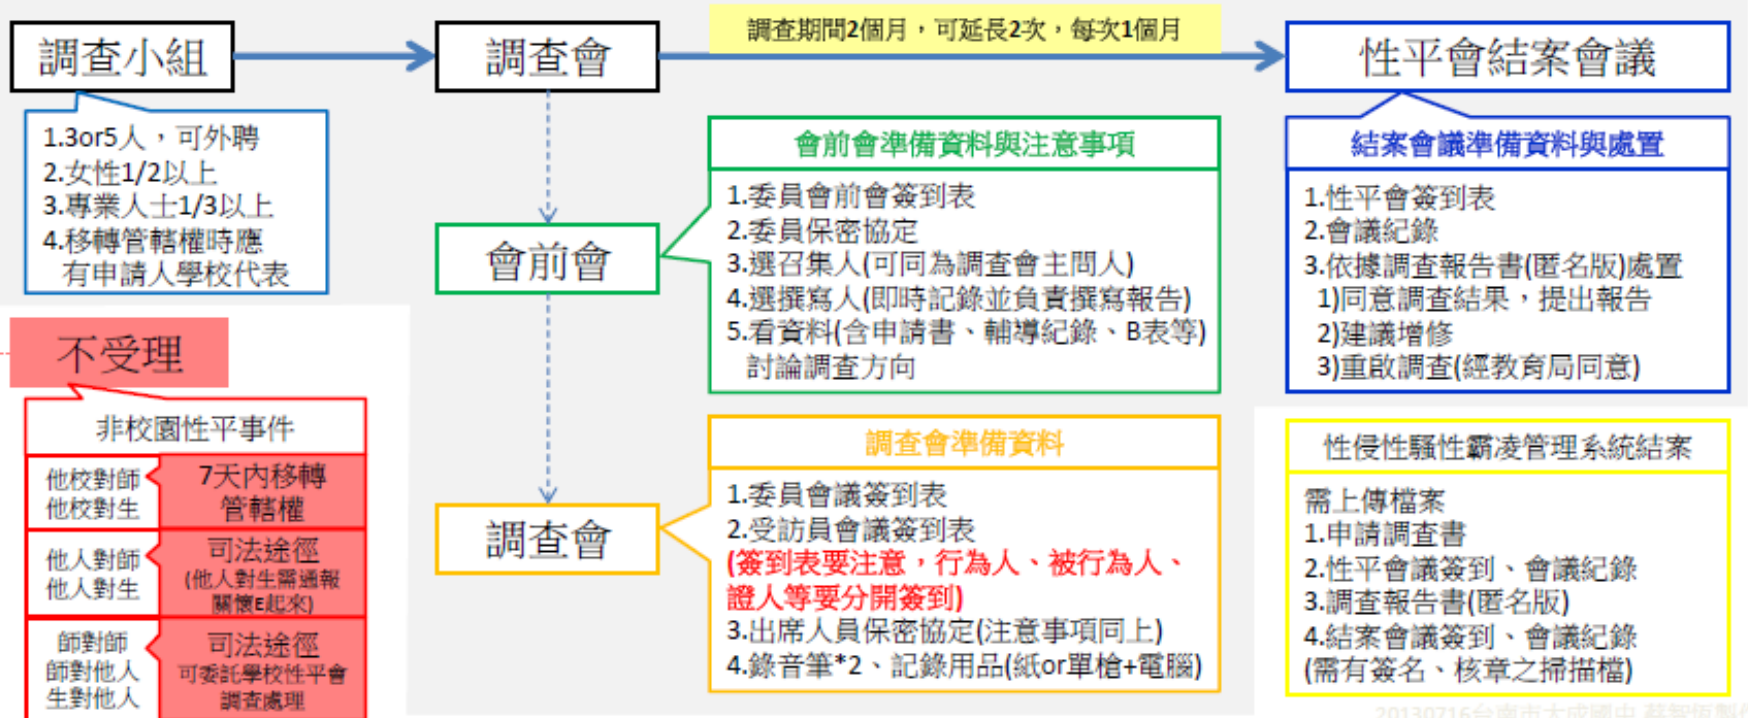 調查小組
調查會
調查期間2個月，可延長2次，每次1個月
性平會結案會議
1.3or5人，可外聘
2.女性1/2以上
3.專業人士1/3以上
4.移轉管轄權時應
有申請人學校代表
不受理
非校園性平事件
他校對師
他校對生
7天內移轉
管轄權
他人對師
他人對生
司法途徑
(他人對生需通報
關懷E起來)
師對師
師對他人
生對他人
司法途徑
可委託學校性平會
調查處理
會前會
會前會準備資料與注意事項
1.委員會前會簽到表
2.委員保密協定
3.選召集人(可同為調查會主問人)
4.選撰寫人(即時記錄並負責撰寫報告)
5.看資料(含申請書、輔導紀錄、B表等)
討論調查方向
調查會
調查會準備資料
1.委員會議簽到表
2.受訪員會議簽到表
(簽到表要注意，行為人、被行為人、
證人等要分開簽到)
3.出席人員保密協定(注意事項同上)
4.錄音筆*2、記錄用品(紙or單槍+電腦)
結案會議準備資料與處置
1.性平會簽到表
2.會議紀錄
3.依據調查報告書(匿名版)處置
1)同意調查結果，提出報告
2)建議增修
3)重啟調查(經教育局同意)
性侵性騷性霸凌管理系統結案
需上傳檔案
1.申請調查書
2.性平會議簽到、會議紀錄
3.調查報告書(匿名版)
4.結案會議簽到、會議紀錄
(需有簽名、核章之掃描檔)
20130716台南市大成國中